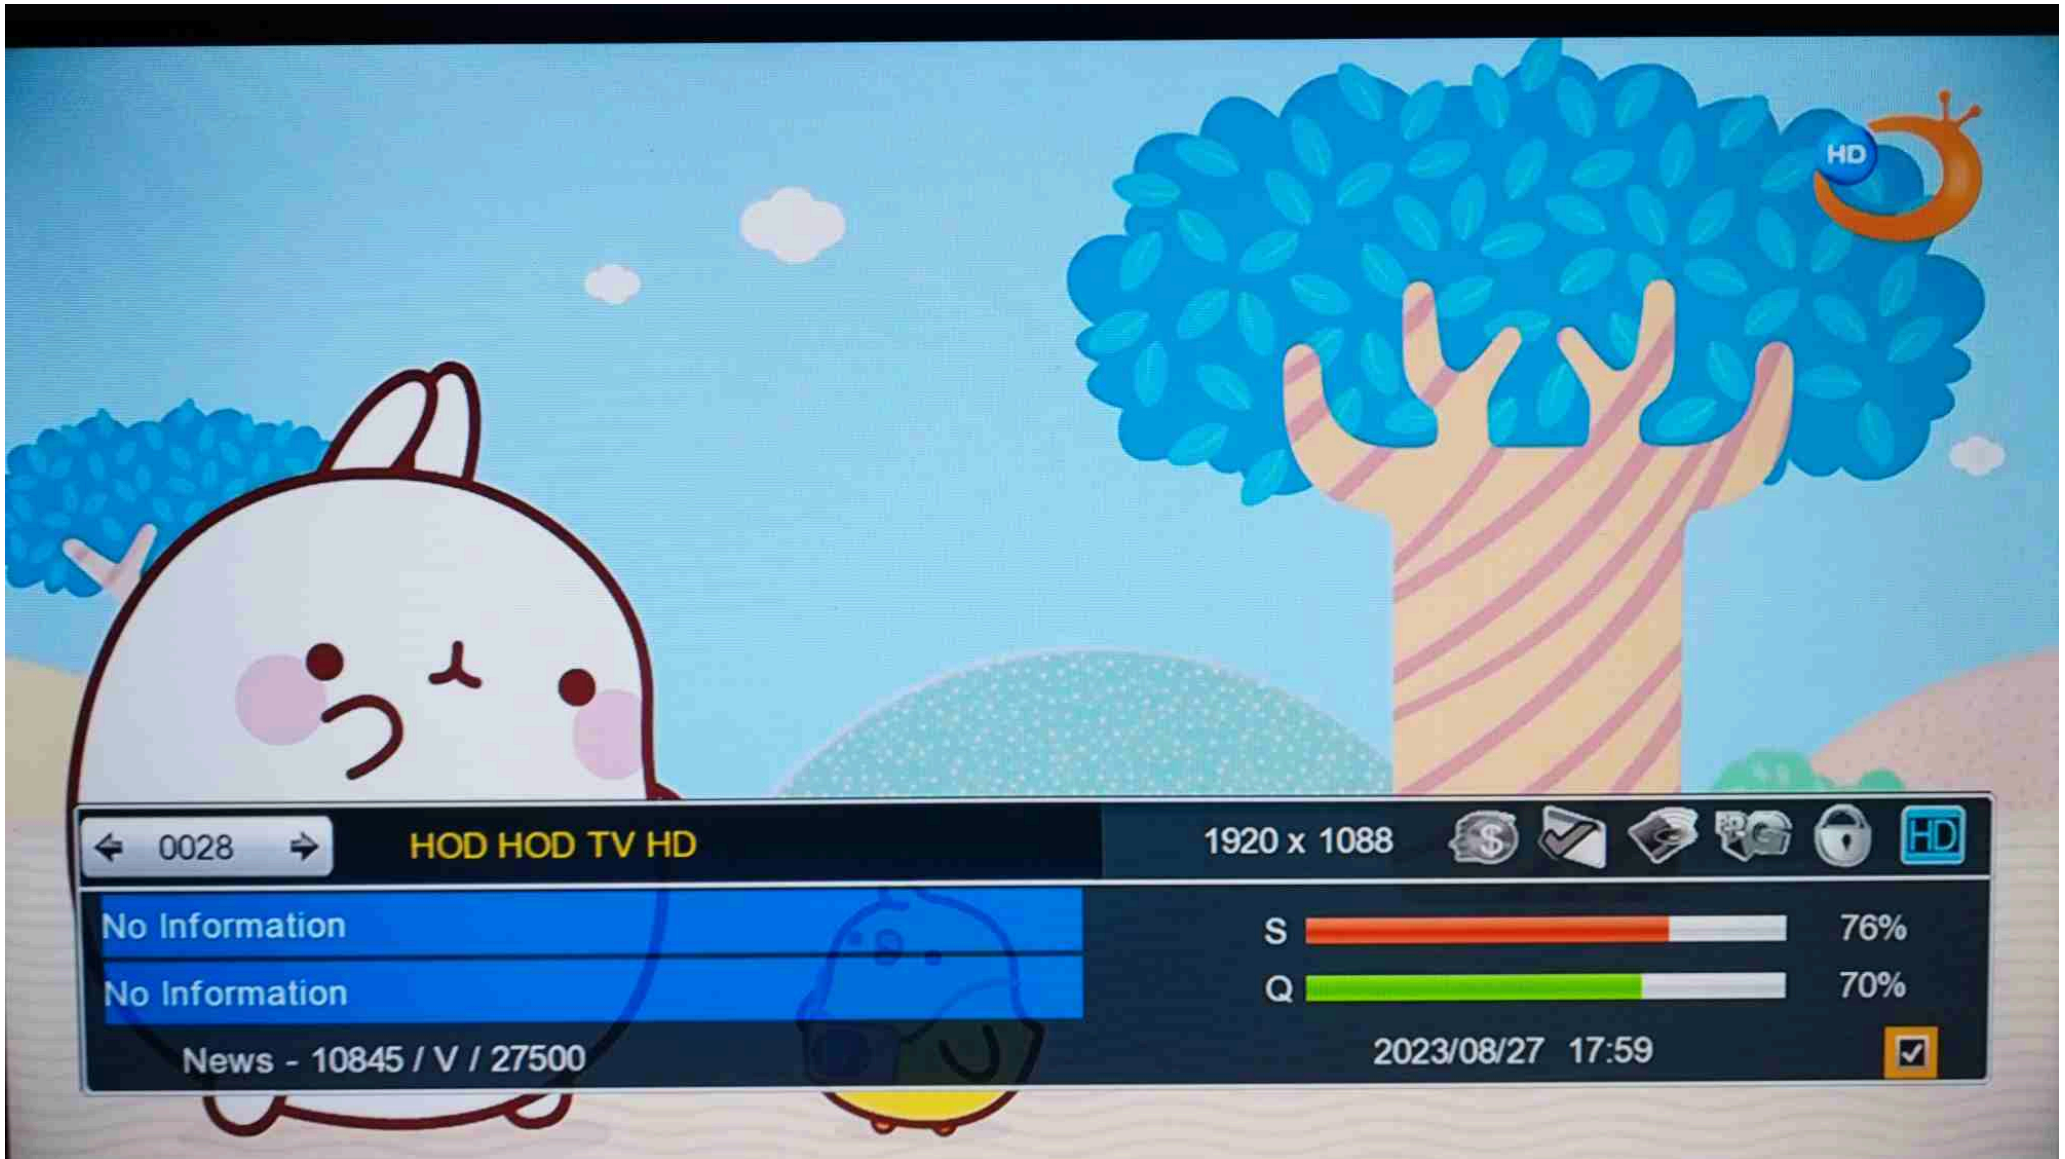 HD
0028
HOD HOD TV HD
1920 x 1088
$
HD
No Information
No Information
S 76%
Q 70%
News - 10845 / V / 27500
2023/08/27 17:59